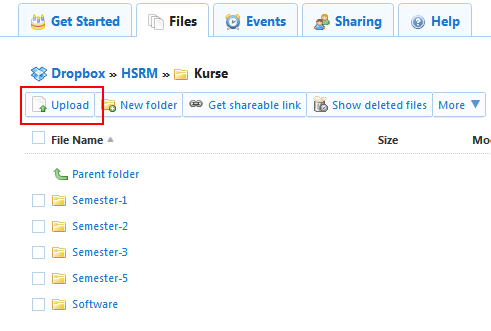 Get Started Files Events Sharing Help
Dropbox » HSRM » Kurse
Upload New folder Get shareable link Show deleted files More
File Name Size Mo
Parent folder
Semester-1
Semester-2
Semester-3
Semester-5
Software